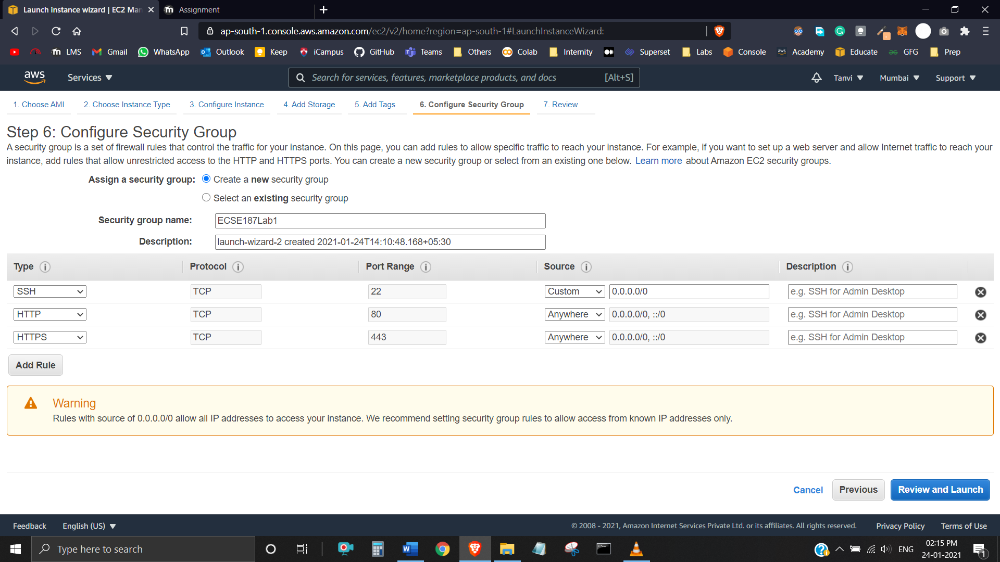 Launch instance wizard | EC2 Man
Assignment
ap-south-1.console.aws.amazon.com/ec2/v2/home?region=ap-south-1#LaunchInstanceWizard:
LMS Gmail WhatsApp Outlook Keep iCampus GitHub Teams Others Colab Internity Superset Labs Console Academy Educate GFG Prep
aws Services Search for services, features, marketplace products, and docs [Alt+S] Tanvi Mumbai Support
1. Choose AMI 2. Choose Instance Type 3. Configure Instance 4. Add Storage 5. Add Tags 6. Configure Security Group 7. Review
Step 6: Configure Security Group
A security group is a set of firewall rules that control the traffic for your instance. On this page, you can add rules to allow specific traffic to reach your instance. For example, if you want to set up a web server and allow Internet traffic to reach your
instance, add rules that allow unrestricted access to the HTTP and HTTPS ports. You can create a new security group or select from an existing one below. Learn more about Amazon EC2 security groups.
Assign a security group: Create a new security group
Select an existing security group
Security group name: ECSE187Lab1
Description: launch-wizard-2 created 2021-01-24T14:10:48.168+05:30
Type Protocol Port Range Source Description
SSH TCP 22 Custom 0.0.0.0/0 e.g. SSH for Admin Desktop
HTTP TCP 80 Anywhere 0.0.0.0/0, ::/0 e.g. SSH for Admin Desktop
HTTPS TCP 443 Anywhere 0.0.0.0/0, ::/0 e.g. SSH for Admin Desktop
Add Rule
Warning
Rules with source of 0.0.0.0/0 allow all IP addresses to access your instance. We recommend setting security group rules to allow access from known IP addresses only.
Cancel Previous Review and Launch
Feedback English (US) © 2008 - 2021, Amazon Internet Services Private Ltd. or its affiliates. All rights reserved. Privacy Policy Terms of Use
Type here to search
ENG
02:15 PM
24-01-2021
1